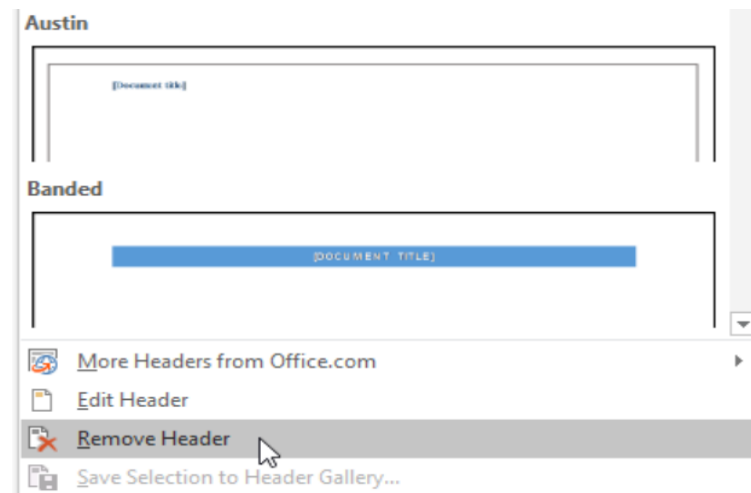 Austin
[Document title]
Banded
[DOCUMENT TITLE]
More Headers from Office.com
Edit Header
Remove Header
Save Selection to Header Gallery...